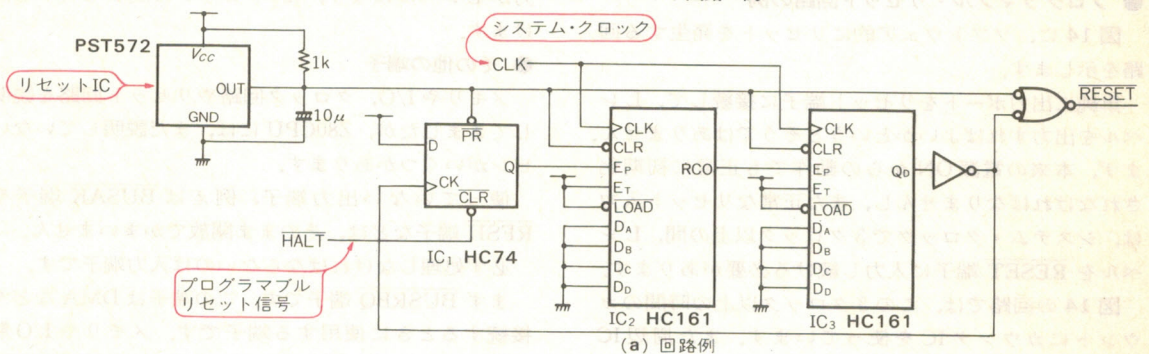 PST572
VCC
OUT
GND
リセットIC
1k
10μ
システム・クロック
CLK
PR
D
Q
CK
CLR
HALT
IC1 HC74
プログラマブル
リセット信号
CLK
CLR
EP
ET
LOAD
DA
DB
DC
DD
RCO
IC2 HC161
CLK
CLR
EP
ET
LOAD
DA
DB
DC
DD
QD
IC3 HC161
RESET
(a) 回路例